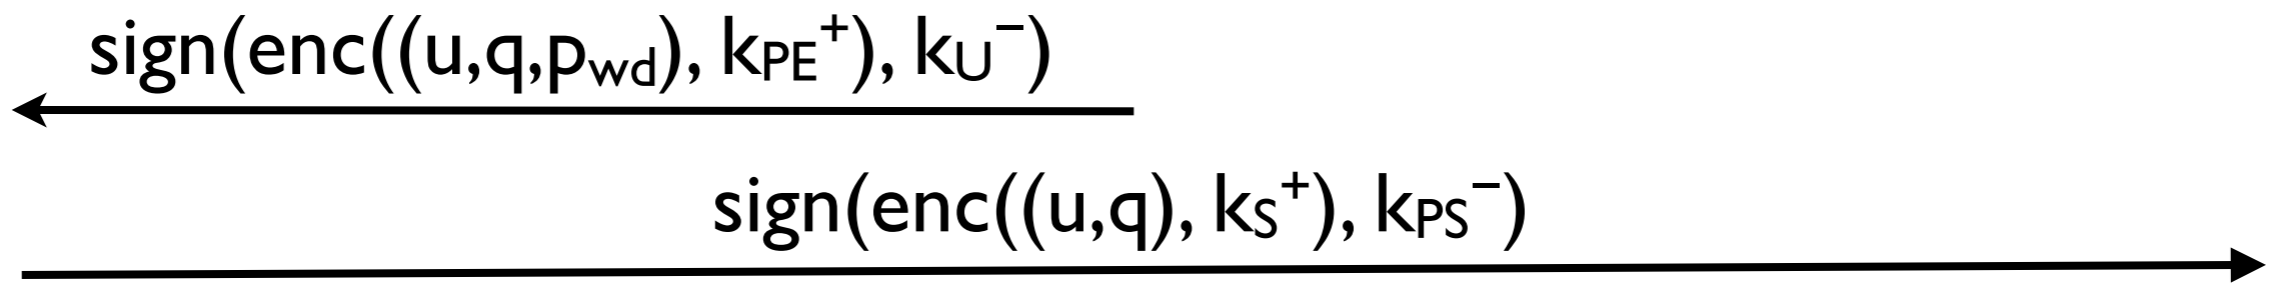 sign(enc((u,q,pwd), kPE+), kU−)
sign(enc((u,q), kS+), kPS−)